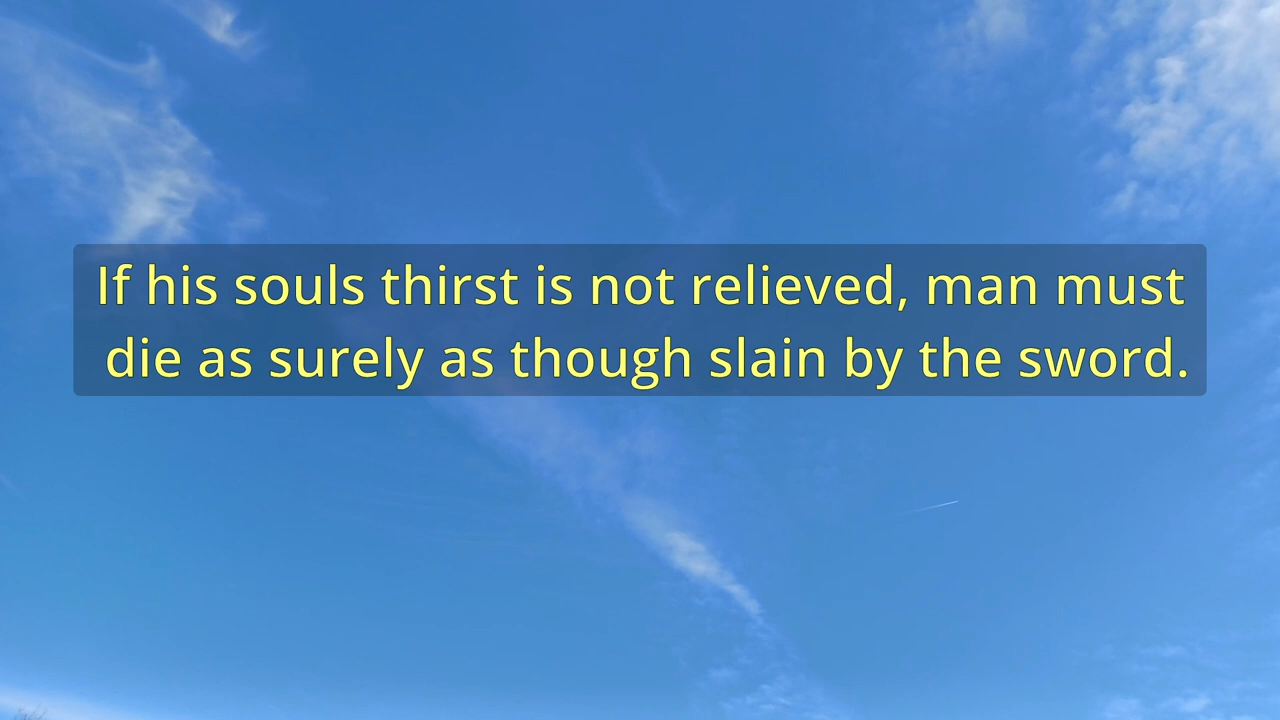 If his souls thirst is not relieved, man must
die as surely as though slain by the sword.